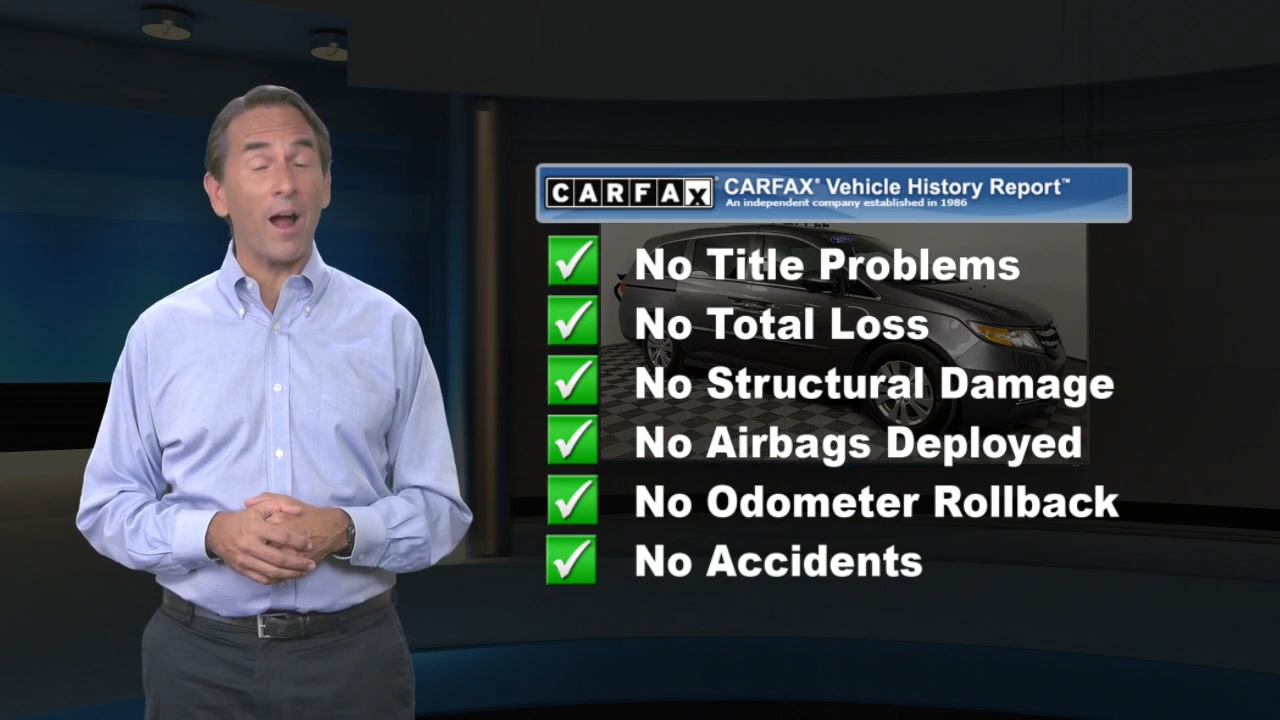 CARFAX® CARFAX® Vehicle History Report™
An independent company established in 1986
No Title Problems
No Total Loss
No Structural Damage
No Airbags Deployed
No Odometer Rollback
No Accidents